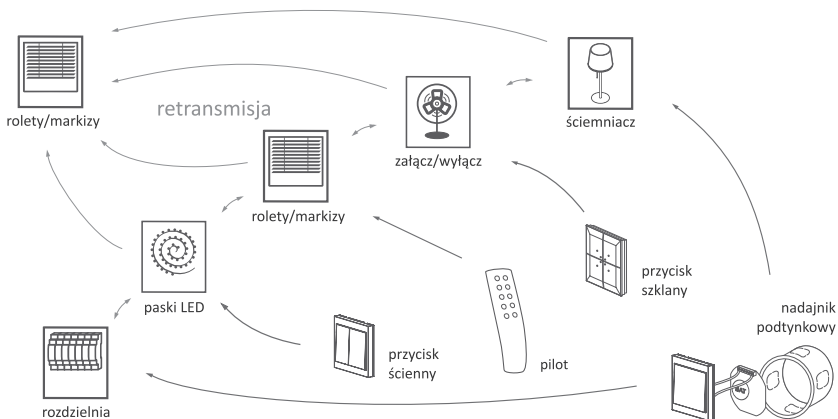 rolety/markizy
retransmisja
ściemniacz
załącz/wyłącz
rolety/markizy
przycisk
szklany
paski LED
nadajnik
podtynkowy
przycisk
ścienny
pilot
rozdzielnia